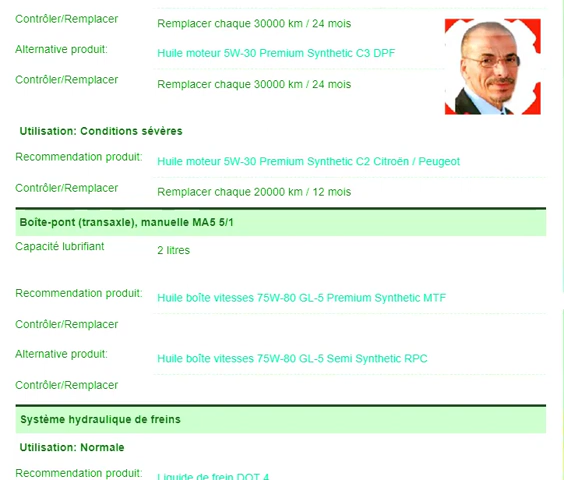 Contrôler/Remplacer Remplacer chaque 30000 km / 24 mois
Alternative produit: Huile moteur 5W-30 Premium Synthetic C3 DPF
Contrôler/Remplacer Remplacer chaque 30000 km / 24 mois
Utilisation: Conditions sévères
Recommendation produit: Huile moteur 5W-30 Premium Synthetic C2 Citroën / Peugeot
Contrôler/Remplacer Remplacer chaque 20000 km / 12 mois
Boîte-pont (transaxle), manuelle MA5 5/1
Capacité lubrifiant 2 litres
Recommendation produit: Huile boîte vitesses 75W-80 GL-5 Premium Synthetic MTF
Contrôler/Remplacer
Alternative produit: Huile boîte vitesses 75W-80 GL-5 Semi Synthetic RPC
Contrôler/Remplacer
Système hydraulique de freins
Utilisation: Normale
Recommendation produit: Liquide de frein DOT 4